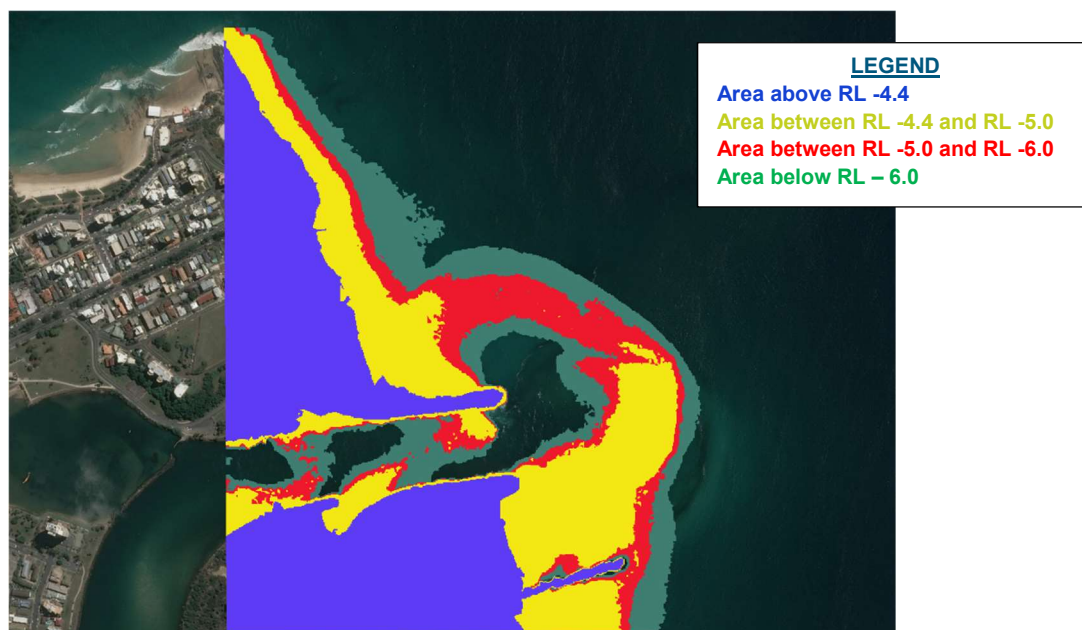 LEGEND
Area above RL -4.4
Area between RL -4.4 and RL -5.0
Area between RL -5.0 and RL -6.0
Area below RL – 6.0